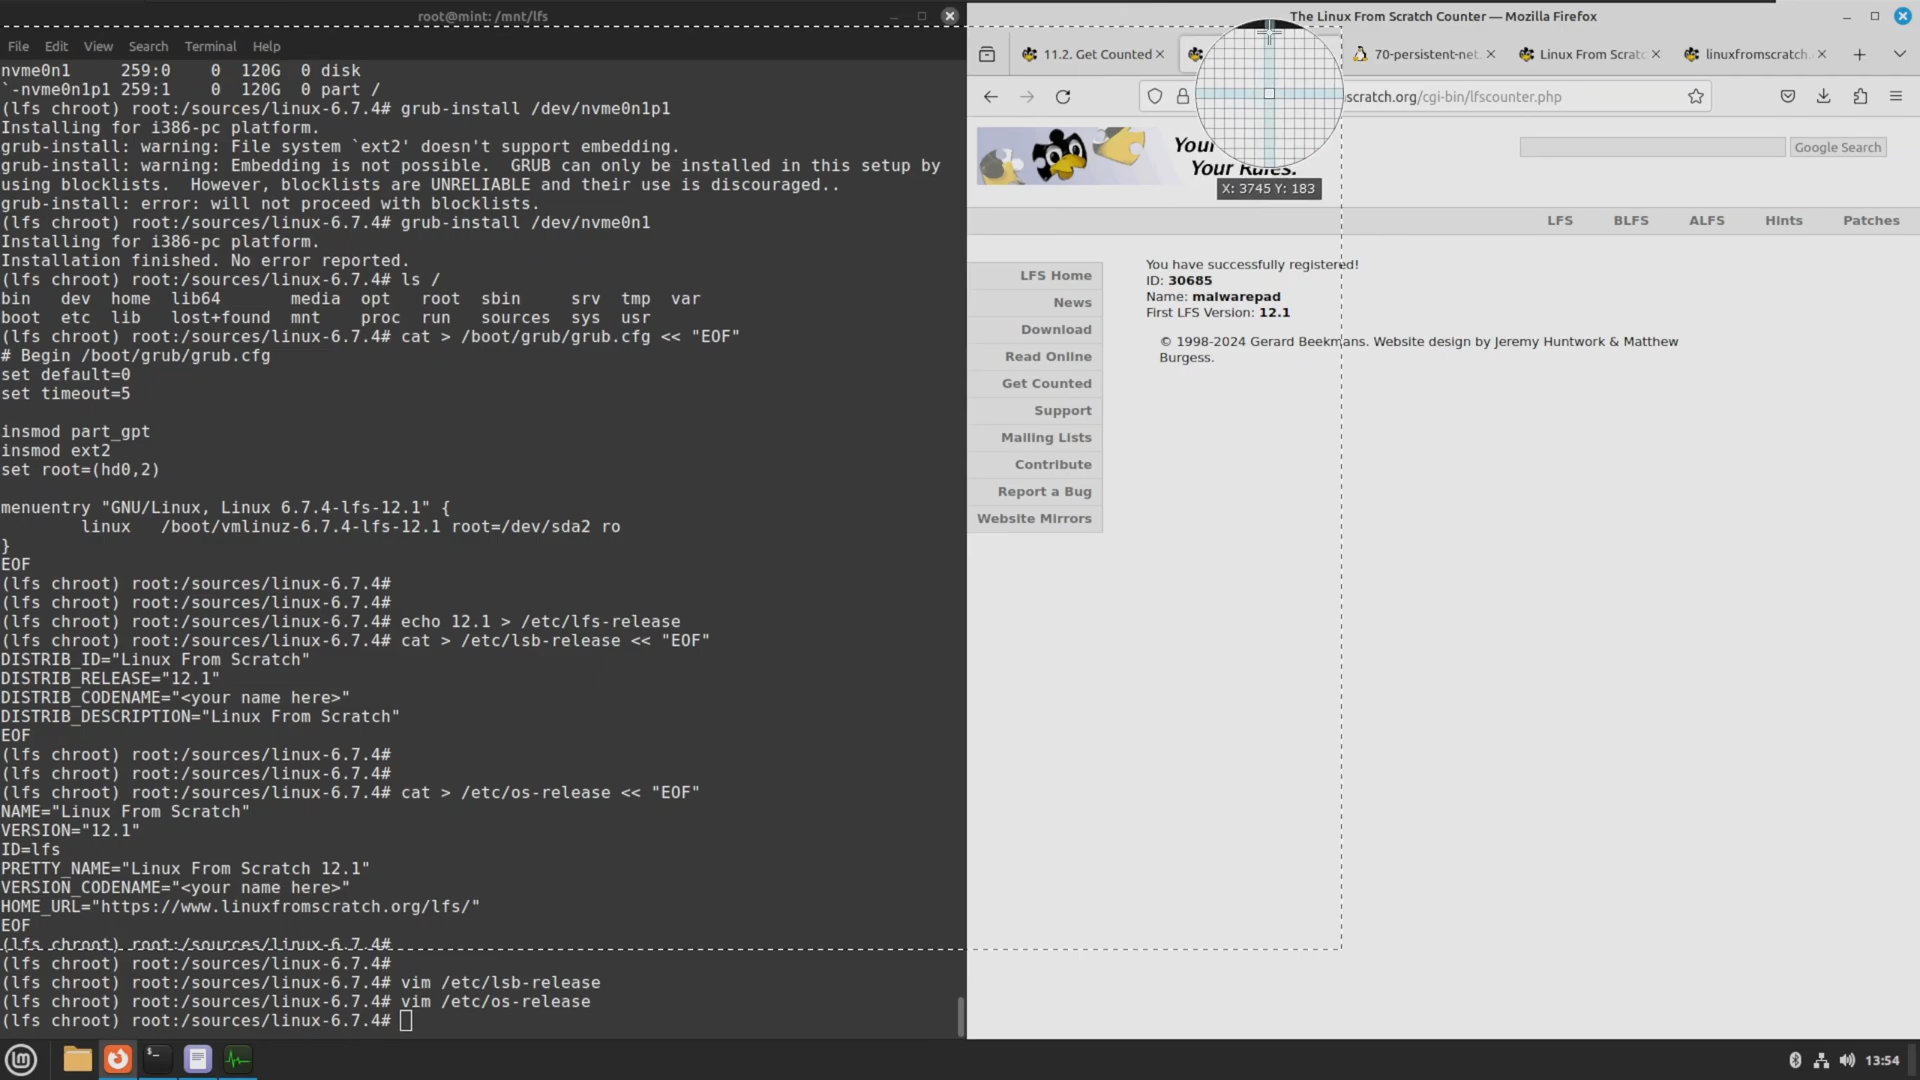 root@mint: /mnt/lfs
File Edit View Search Terminal Help
nvme0n1     259:0    0  120G  0 disk
`-nvme0n1p1 259:1    0  120G  0 part /
(lfs chroot) root:/sources/linux-6.7.4# grub-install /dev/nvme0n1p1
Installing for i386-pc platform.
grub-install: warning: File system `ext2' doesn't support embedding.
grub-install: warning: Embedding is not possible.  GRUB can only be installed in this setup by
using blocklists.  However, blocklists are UNRELIABLE and their use is discouraged..
grub-install: error: will not proceed with blocklists.
(lfs chroot) root:/sources/linux-6.7.4# grub-install /dev/nvme0n1
Installing for i386-pc platform.
Installation finished. No error reported.
(lfs chroot) root:/sources/linux-6.7.4# ls /
bin   dev  home  lib64       media  opt   root  sbin     srv  tmp  var
boot  etc  lib   lost+found  mnt    proc  run   sources  sys  usr
(lfs chroot) root:/sources/linux-6.7.4# cat > /boot/grub/grub.cfg << "EOF"
# Begin /boot/grub/grub.cfg
set default=0
set timeout=5
insmod part_gpt
insmod ext2
set root=(hd0,2)
menuentry "GNU/Linux, Linux 6.7.4-lfs-12.1" {
        linux   /boot/vmlinuz-6.7.4-lfs-12.1 root=/dev/sda2 ro
}
EOF
(lfs chroot) root:/sources/linux-6.7.4#
(lfs chroot) root:/sources/linux-6.7.4#
(lfs chroot) root:/sources/linux-6.7.4# echo 12.1 > /etc/lfs-release
(lfs chroot) root:/sources/linux-6.7.4# cat > /etc/lsb-release << "EOF"
DISTRIB_ID="Linux From Scratch"
DISTRIB_RELEASE="12.1"
DISTRIB_CODENAME="<your name here>"
DISTRIB_DESCRIPTION="Linux From Scratch"
EOF
(lfs chroot) root:/sources/linux-6.7.4#
(lfs chroot) root:/sources/linux-6.7.4#
(lfs chroot) root:/sources/linux-6.7.4# cat > /etc/os-release << "EOF"
NAME="Linux From Scratch"
VERSION="12.1"
ID=lfs
PRETTY_NAME="Linux From Scratch 12.1"
VERSION_CODENAME="<your name here>"
HOME_URL="https://www.linuxfromscratch.org/lfs/"
EOF
(lfs chroot) root:/sources/linux-6.7.4#
(lfs chroot) root:/sources/linux-6.7.4#
(lfs chroot) root:/sources/linux-6.7.4# vim /etc/lsb-release
(lfs chroot) root:/sources/linux-6.7.4# vim /etc/os-release
(lfs chroot) root:/sources/linux-6.7.4#
The Linux From Scratch Counter — Mozilla Firefox
11.2. Get Counted
70-persistent-net.
Linux From Scratc
linuxfromscratch.
scratch.org/cgi-bin/lfscounter.php
Your Rules.
X: 3745 Y: 183
Google Search
LFS BLFS ALFS Hints Patches
LFS Home
News
Download
Read Online
Get Counted
Support
Mailing Lists
Contribute
Report a Bug
Website Mirrors
You have successfully registered!
ID: 30685
Name: malwarepad
First LFS Version: 12.1
© 1998-2024 Gerard Beekmans. Website design by Jeremy Huntwork & Matthew
Burgess.
13:54